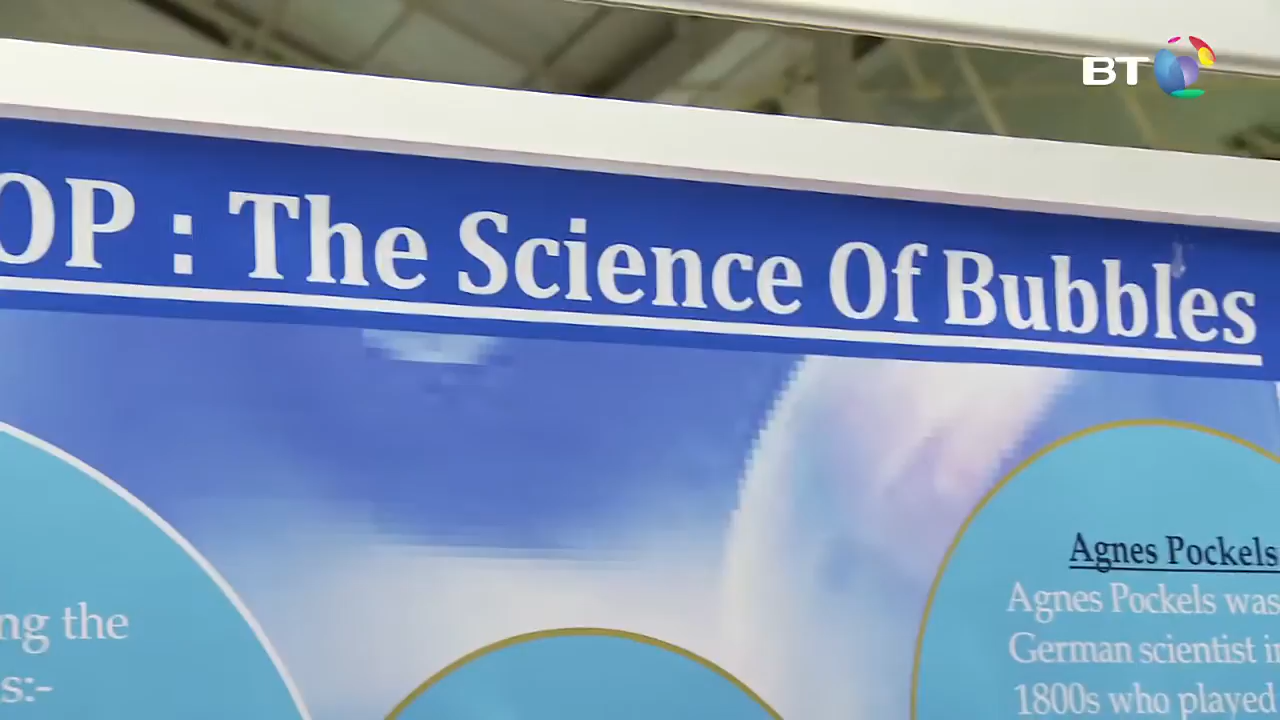 BT
OP : The Science Of Bubbles
ng the
s:-
Agnes Pockels
Agnes Pockels was
German scientist in
1800s who played